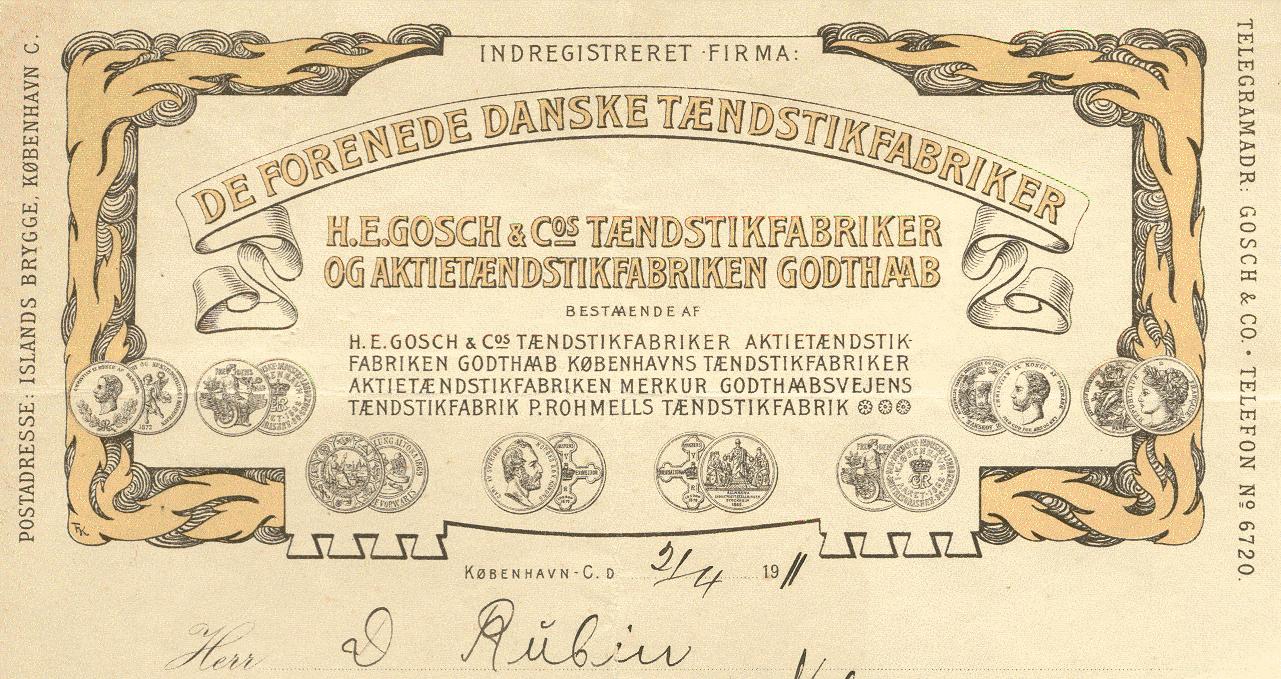 INDREGISTRERET FIRMA:
DE FORENEDE DANSKE TÆNDSTIKFABRIKER
H.E.GOSCH & COS TÆNDSTIKFABRIKER
OG AKTIETÆNDSTIKFABRIKEN GODTHAAB
BESTAAENDE AF
H.E.GOSCH & COS TÆNDSTIKFABRIKER AKTIETÆNDSTIK-
FABRIKEN GODTHAAB KØBENHAVNS TÆNDSTIKFABRIKER
AKTIETÆNDSTIKFABRIKEN MERKUR GODTHAABSVEJENS
TÆNDSTIKFABRIK P.ROHMELLS TÆNDSTIKFABRIK
POSTADRESSE: ISLANDS BRYGGE, KØBENHAVN C.
TELEGRAMADR: GOSCH & CO. • TELEFON No 6720.
KØBENHAVN-C. D 2/4 1911
Herr D Rubin